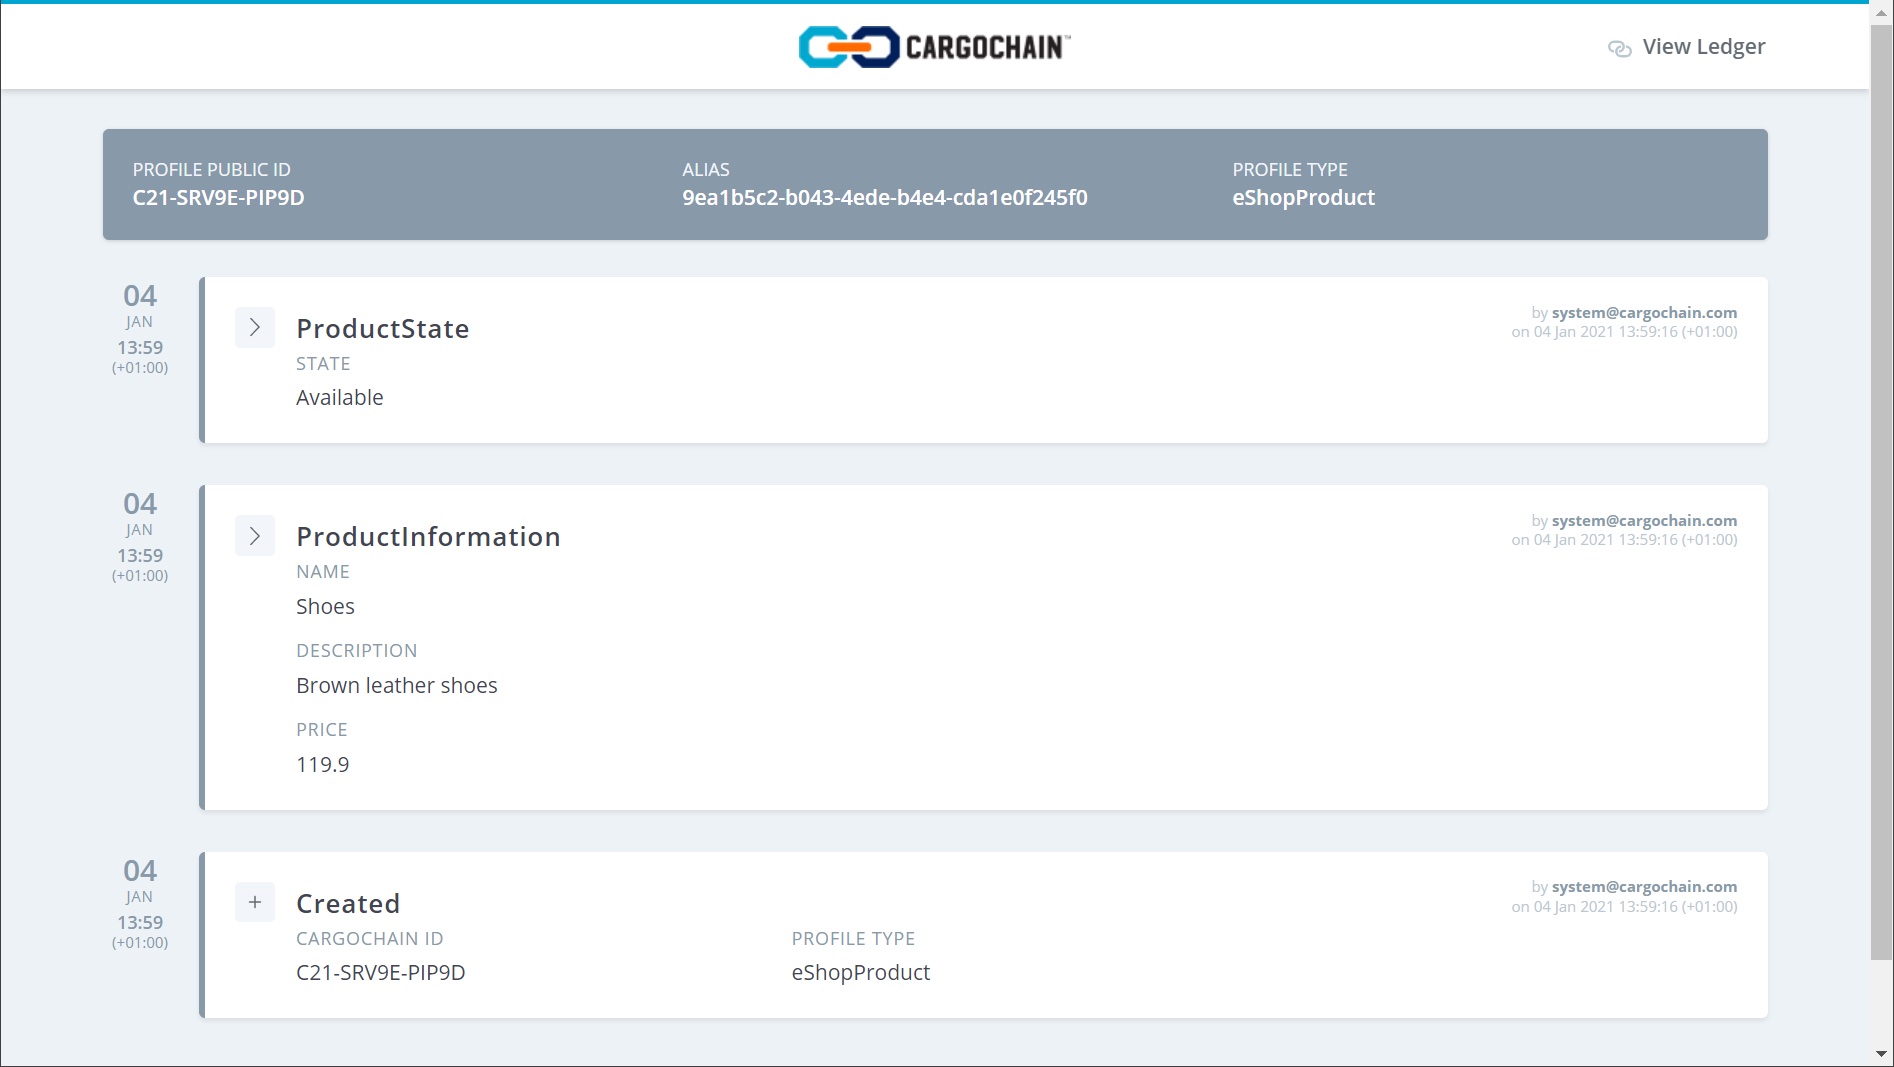 CARGOCHAIN™
View Ledger
PROFILE PUBLIC ID
C21-SRV9E-PIP9D
ALIAS
9ea1b5c2-b043-4ede-b4e4-cda1e0f245f0
PROFILE TYPE
eShopProduct
04
JAN
13:59
(+01:00)
ProductState
STATE
Available
by system@cargochain.com
on 04 Jan 2021 13:59:16 (+01:00)
04
JAN
13:59
(+01:00)
ProductInformation
NAME
Shoes
DESCRIPTION
Brown leather shoes
PRICE
119.9
by system@cargochain.com
on 04 Jan 2021 13:59:16 (+01:00)
04
JAN
13:59
(+01:00)
Created
CARGOCHAIN ID
C21-SRV9E-PIP9D
PROFILE TYPE
eShopProduct
by system@cargochain.com
on 04 Jan 2021 13:59:16 (+01:00)